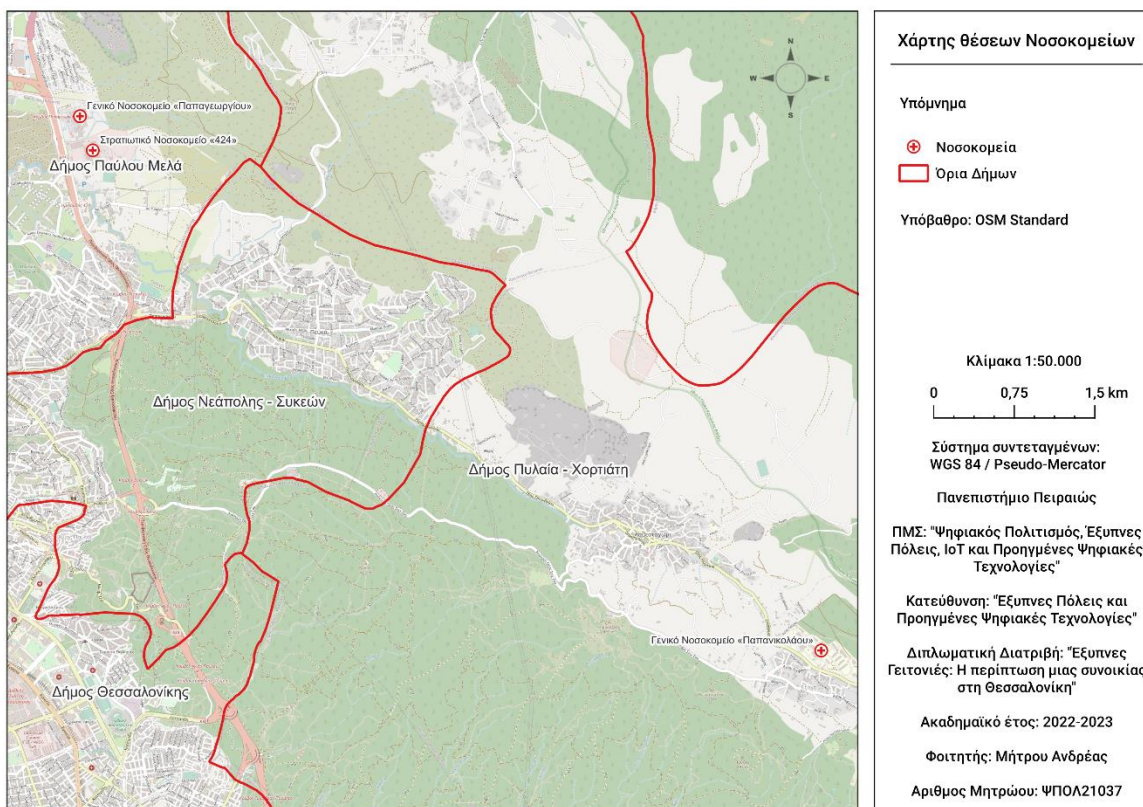 Γενικό Νοσοκομείο «Παπαγεωργίου»
Στρατιωτικό Νοσοκομείο «424»
Δήμος Παύλου Μελά
Δήμος Νεάπολης - Συκεών
Δήμος Πυλαία - Χορτιάτη
Γενικό Νοσοκομείο «Παπανικολάου»
Δήμος Θεσσαλονίκης
N
W
E
S
Χάρτης θέσεων Νοσοκομείων
Υπόμνημα
Νοσοκομεία
Όρια Δήμων
Υπόβαθρο: OSM Standard
Κλίμακα 1:50.000
0 0,75 1,5 km
Σύστημα συντεταγμένων:
WGS 84 / Pseudo-Mercator
Πανεπιστήμιο Πειραιώς
ΠΜΣ: "Ψηφιακός Πολιτισμός, Έξυπνες
Πόλεις, IoT και Προηγμένες Ψηφιακές
Τεχνολογίες"
Κατεύθυνση: "Έξυπνες Πόλεις και
Προηγμένες Ψηφιακές Τεχνολογίες"
Διπλωματική Διατριβή: "Έξυπνες
Γειτονιές: Η περίπτωση μιας συνοικίας
στη Θεσσαλονίκη"
Ακαδημαϊκό έτος: 2022-2023
Φοιτητής: Μήτρου Ανδρέας
Αριθμος Μητρώου: ΨΠΟΛ21037